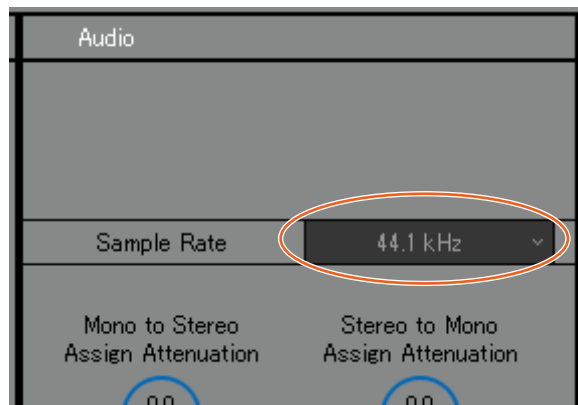 Audio
Sample Rate
44.1 kHz
Mono to Stereo
Assign Attenuation
Stereo to Mono
Assign Attenuation